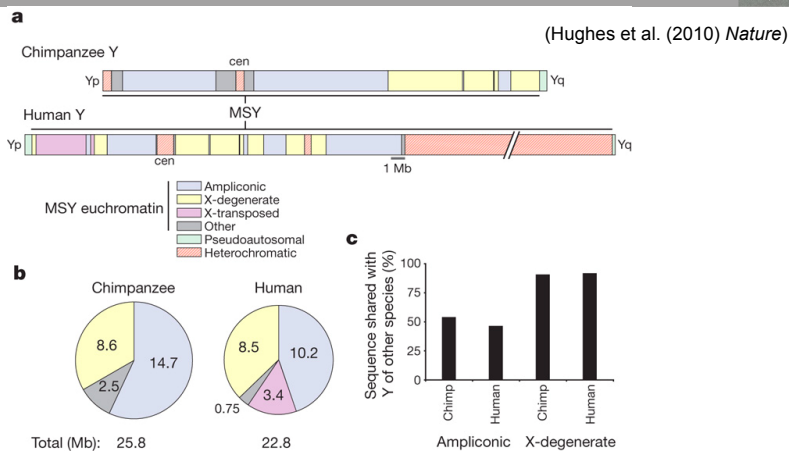 a
(Hughes et al. (2010) Nature)
Chimpanzee Y
cen
Yp
Yq
Human Y
MSY
Yp
Yq
cen
1 Mb
MSY euchromatin
Ampliconic
X-degenerate
X-transposed
Other
Pseudoautosomal
Heterochromatic
b
Chimpanzee
Human
8.6
14.7
2.5
8.5
10.2
3.4
0.75
Total (Mb): 25.8 22.8
c
Sequence shared with
Y of other species (%)
100
75
50
25
0
Chimp
Human
Chimp
Human
Ampliconic X-degenerate